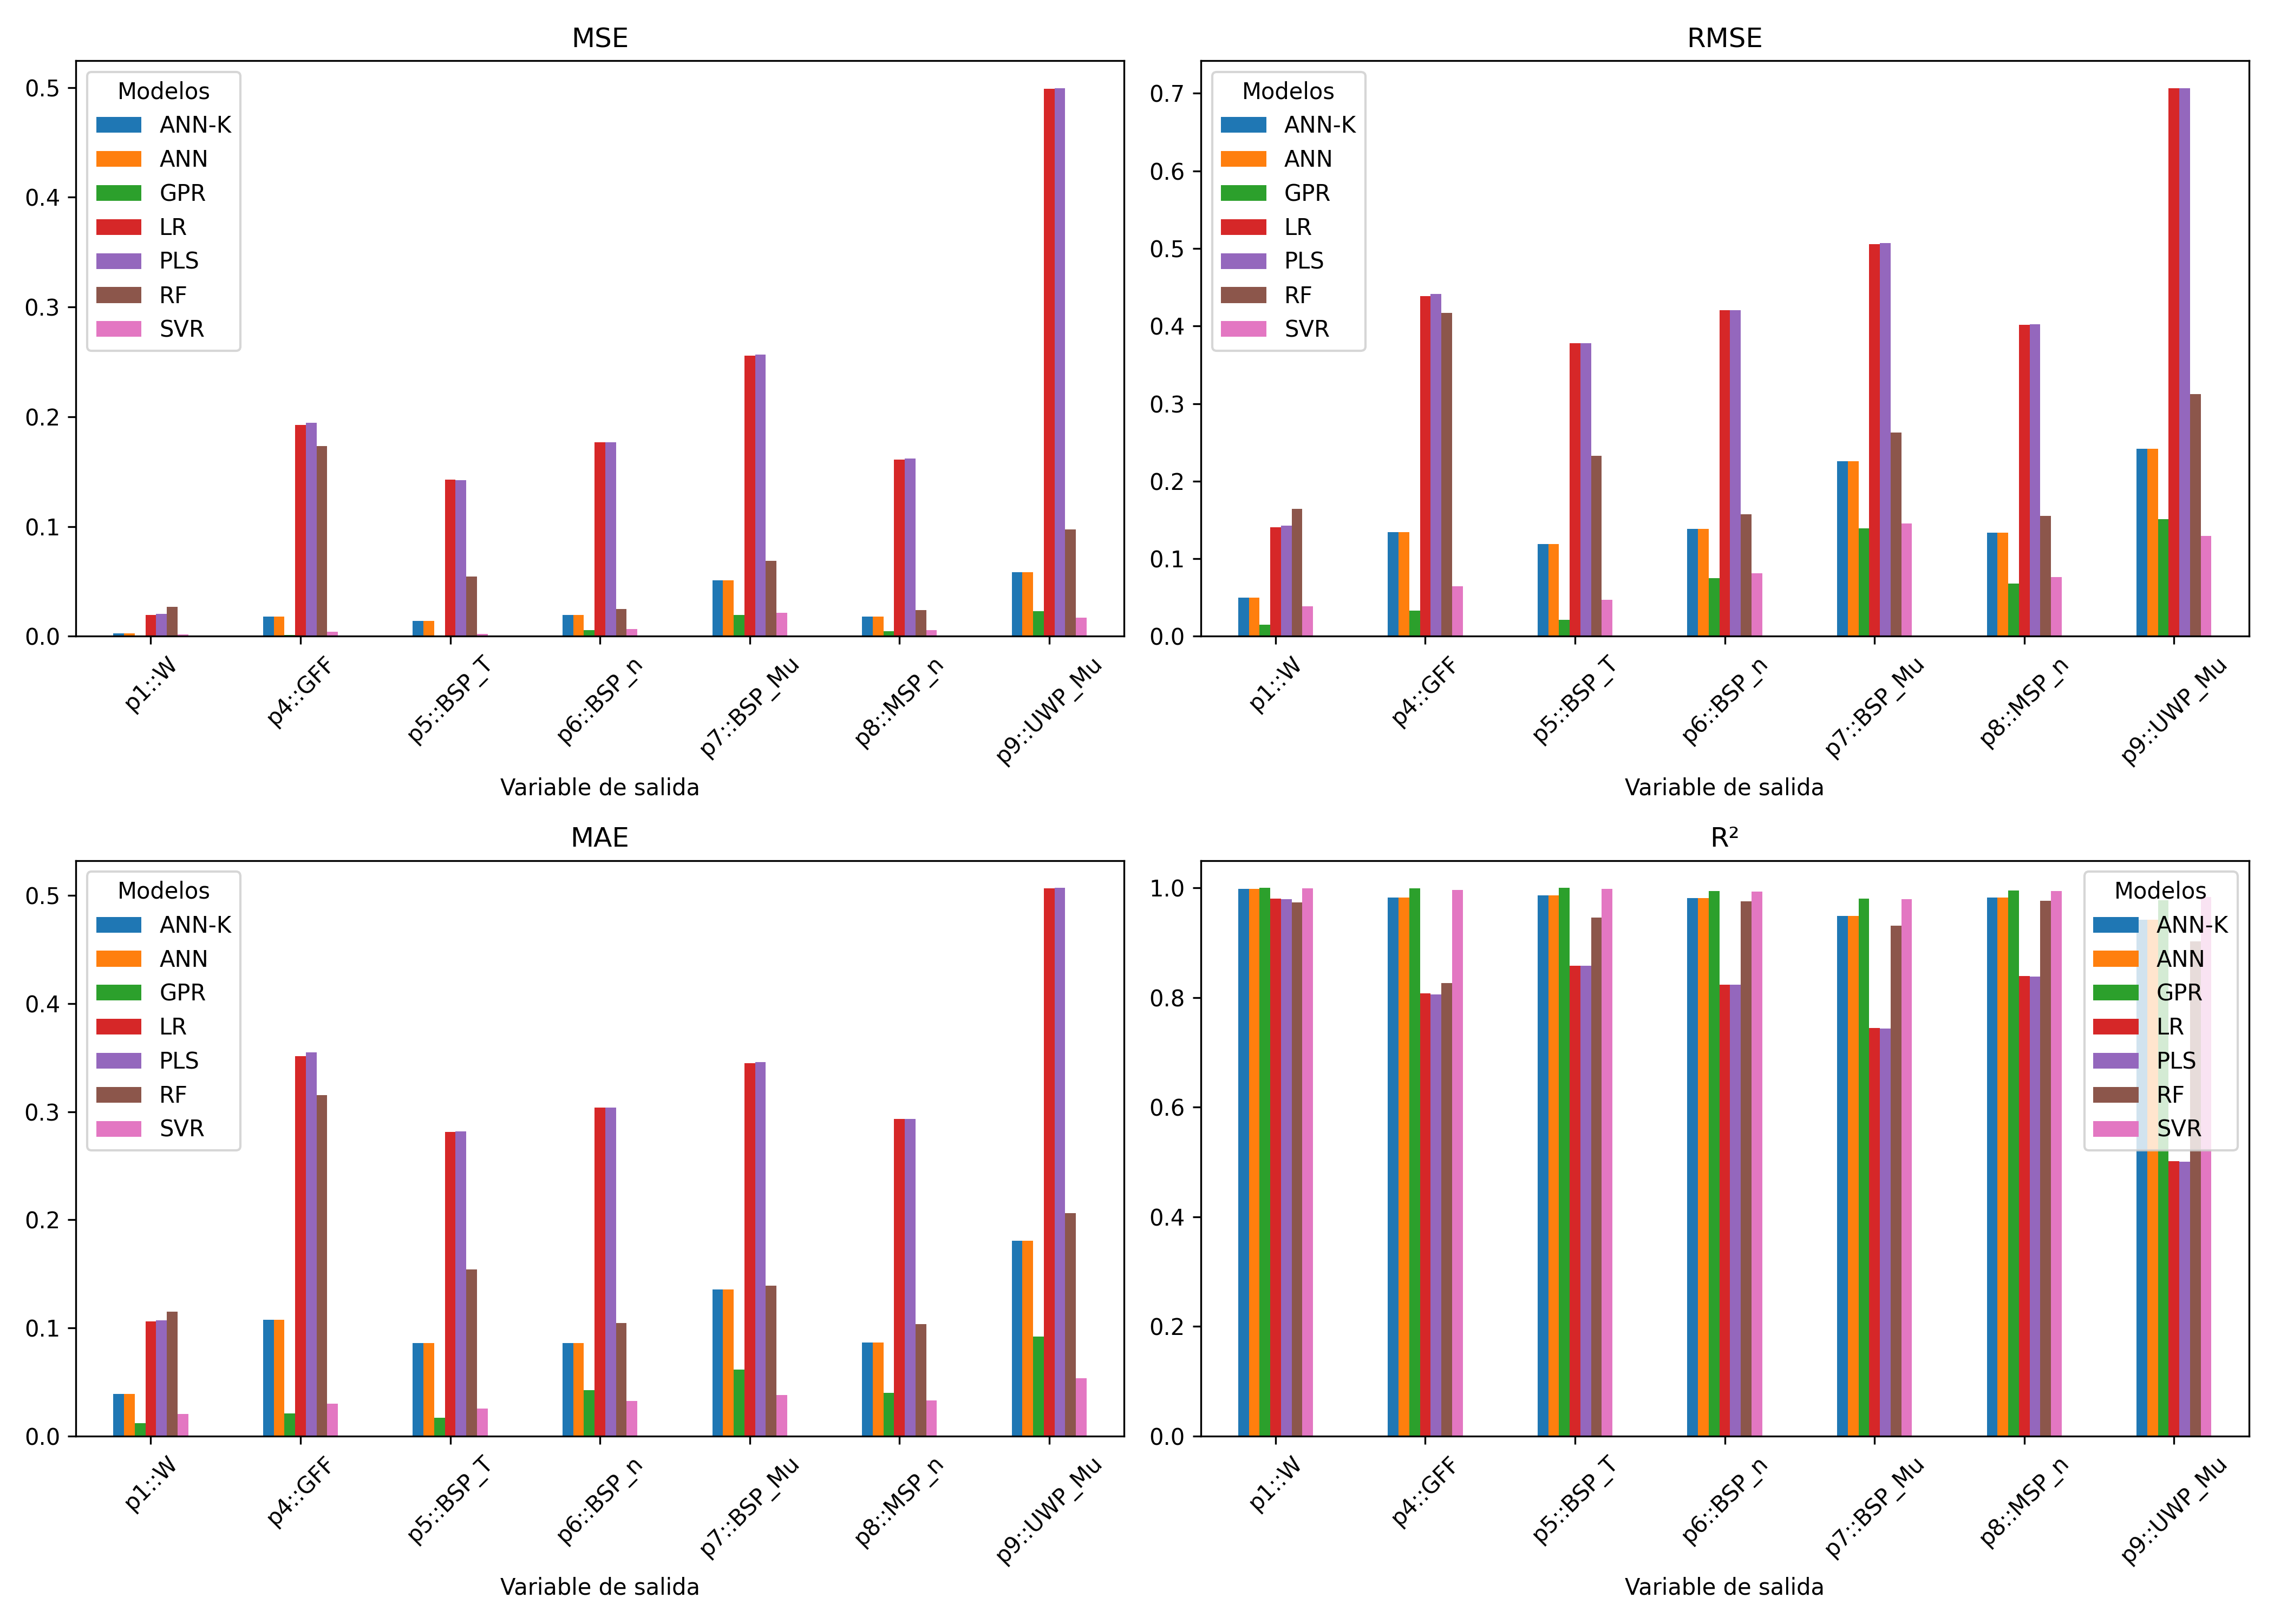 MSE
0.5
0.4
0.3
0.2
0.1
0.0
Modelos
ANN-K
ANN
GPR
LR
PLS
RF
SVR
p1::W
p4::GFF
p5::BSP_T
p6::BSP_n
p7::BSP_Mu
p8::MSP_n
p9::UWP_Mu
Variable de salida
RMSE
0.7
0.6
0.5
0.4
0.3
0.2
0.1
0.0
Modelos
ANN-K
ANN
GPR
LR
PLS
RF
SVR
p1::W
p4::GFF
p5::BSP_T
p6::BSP_n
p7::BSP_Mu
p8::MSP_n
p9::UWP_Mu
Variable de salida
MAE
0.5
0.4
0.3
0.2
0.1
0.0
Modelos
ANN-K
ANN
GPR
LR
PLS
RF
SVR
p1::W
p4::GFF
p5::BSP_T
p6::BSP_n
p7::BSP_Mu
p8::MSP_n
p9::UWP_Mu
Variable de salida
R²
1.0
0.8
0.6
0.4
0.2
0.0
Modelos
ANN-K
ANN
GPR
LR
PLS
RF
SVR
p1::W
p4::GFF
p5::BSP_T
p6::BSP_n
p7::BSP_Mu
p8::MSP_n
p9::UWP_Mu
Variable de salida